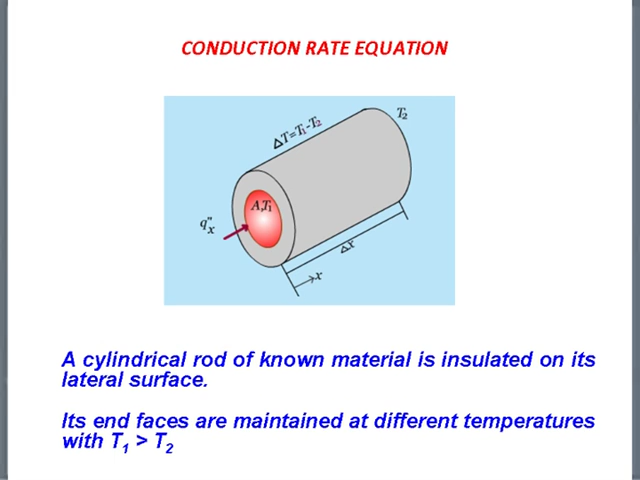 CONDUCTION RATE EQUATION
ΔT=T₁-T₂
T₂
A,T₁
q"ₓ
Δx
x
A cylindrical rod of known material is insulated on its
lateral surface.
Its end faces are maintained at different temperatures
with T₁ > T₂